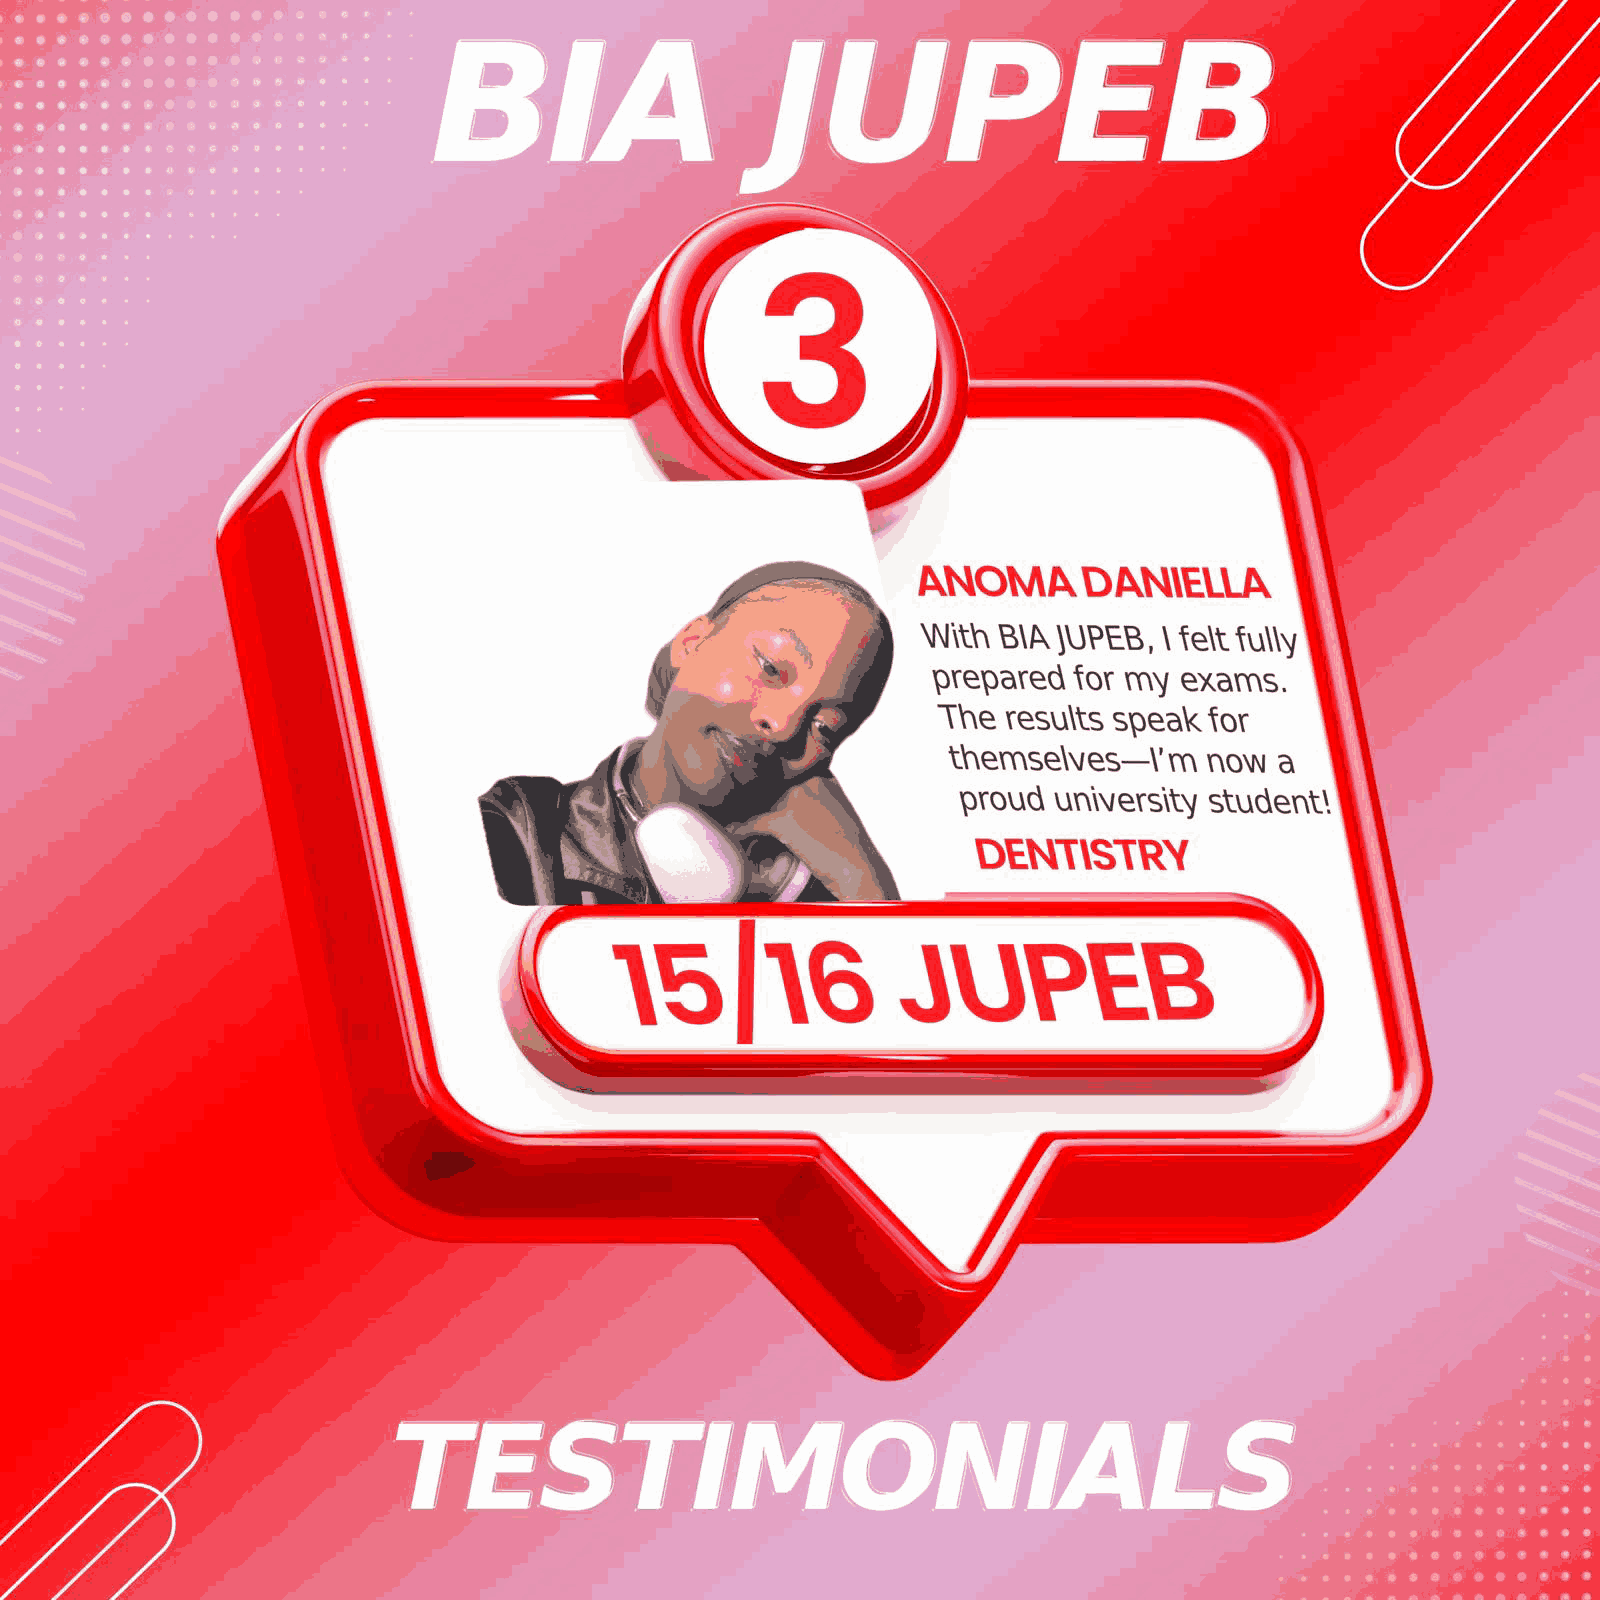 BIA JUPEB
3
ANOMA DANIELLA
With BIA JUPEB, I felt fully
prepared for my exams.
The results speak for
themselves—I’m now a
proud university student!
DENTISTRY
15/16 JUPEB
TESTIMONIALS